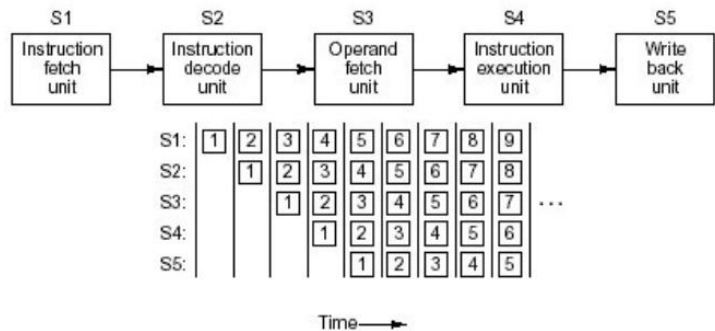 S1 S2 S3 S4 S5
Instruction fetch unit
Instruction decode unit
Operand fetch unit
Instruction execution unit
Write back unit
S1: 1 2 3 4 5 6 7 8 9
S2: 1 2 3 4 5 6 7 8
S3: 1 2 3 4 5 6 7 ...
S4: 1 2 3 4 5 6
S5: 1 2 3 4 5
Time